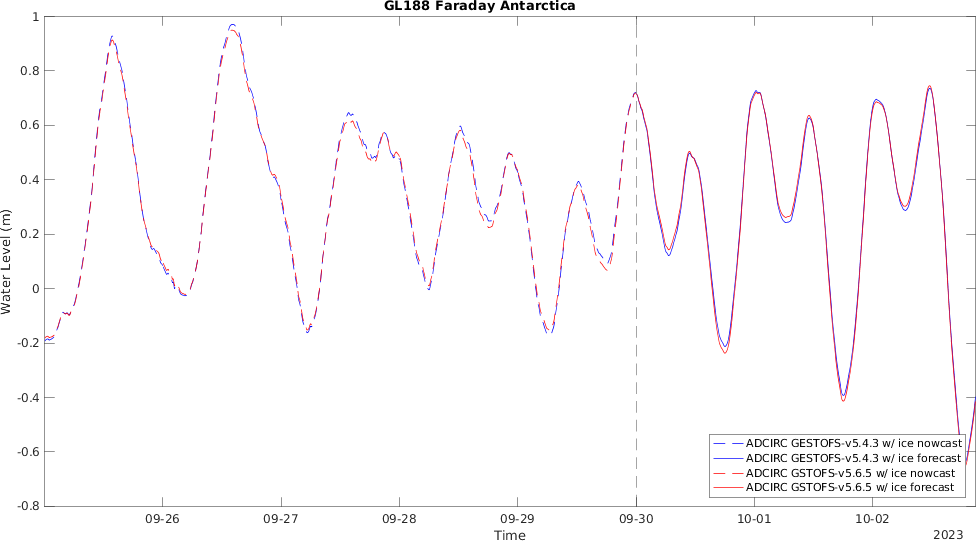 GL188 Faraday Antarctica
1
0.8
0.6
0.4
0.2
0
-0.2
-0.4
-0.6
-0.8
Water Level (m)
ADCIRC GESTOFS-v5.4.3 w/ ice nowcast
ADCIRC GESTOFS-v5.4.3 w/ ice forecast
ADCIRC GSTOFS-v5.6.5 w/ ice nowcast
ADCIRC GSTOFS-v5.6.5 w/ ice forecast
09-26 09-27 09-28 09-29 09-30 10-01 10-02
Time
2023